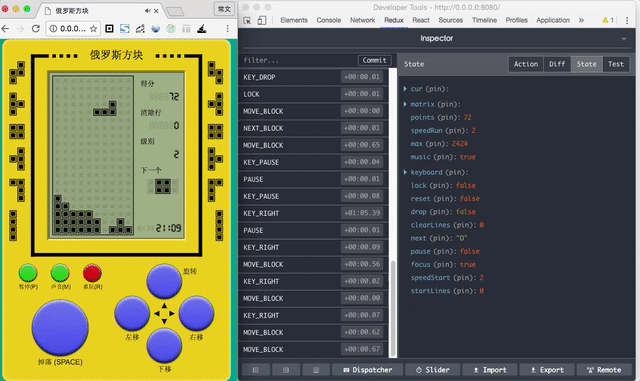 俄罗斯方块
常文
0.0.0.0:8080
俄罗斯方块
得分
72
消除行
0
级别
2
下一个
21:09
暂停(P)
声音(M)
重玩(R)
旋转
左移
右移
下移
掉落 (SPACE)
Developer Tools - http://0.0.0.0:8080/
Elements
Console
Network
Redux
Sources
Timeline
Profiles
Application
»
1
Inspector
filter...
Commit
KEY_DROP +00:00.01
LOCK +00:00.01
MOVE_BLOCK +00:00:00
NEXT_BLOCK +00:00.01
MOVE_BLOCK +00:00.65
KEY_PAUSE +00:00.04
PAUSE +00:00.01
KEY_PAUSE +00:00.08
KEY_RIGHT +01:05.39
PAUSE +00:00.01
KEY_RIGHT +00:00.09
MOVE_BLOCK +00:00.56
KEY_RIGHT +00:00.02
MOVE_BLOCK +00:00.00
KEY_RIGHT +00:00.07
MOVE_BLOCK +00:00.62
MOVE_BLOCK +00:00.67
State
Action
Diff
State
Test
cur (pin):
matrix (pin):
points (pin): 72
speedRun (pin): 2
max (pin): 2424
music (pin): true
keyboard (pin):
lock (pin): false
reset (pin): false
drop (pin): false
clearLines (pin): 0
next (pin): "O"
pause (pin): false
focus (pin): true
speedStart (pin): 2
startLines (pin): 0
Dispatcher
Slider
Import
Export
Remote